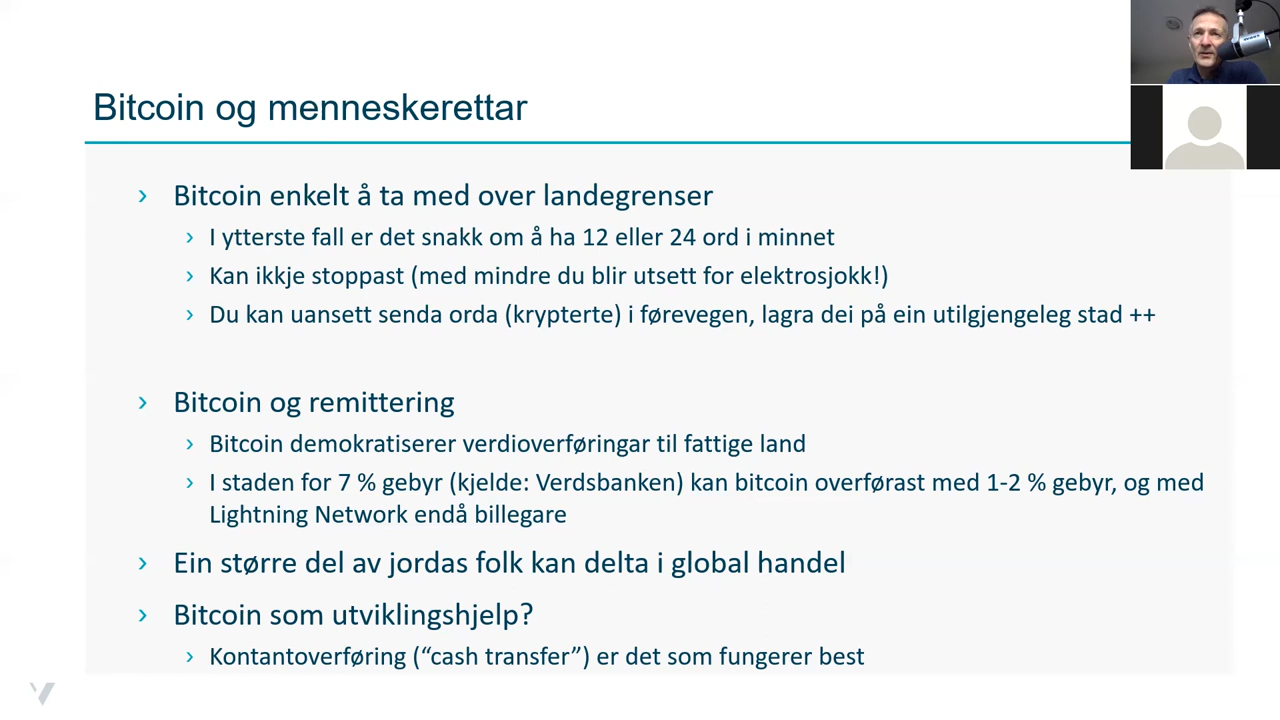 Bitcoin og menneskerettar
› Bitcoin enkelt å ta med over landegrenser
› I ytterste fall er det snakk om å ha 12 eller 24 ord i minnet
› Kan ikkje stoppast (med mindre du blir utsett for elektrosjokk!)
› Du kan uansett senda orda (krypterte) i førevegen, lagra dei på ein utilgjengeleg stad ++
› Bitcoin og remittering
› Bitcoin demokratiserer verdioverføringar til fattige land
› I staden for 7 % gebyr (kjelde: Verdsbanken) kan bitcoin overførast med 1-2 % gebyr, og med
Lightning Network endå billegare
› Ein større del av jordas folk kan delta i global handel
› Bitcoin som utviklingshjelp?
› Kontantoverføring (“cash transfer”) er det som fungerer best